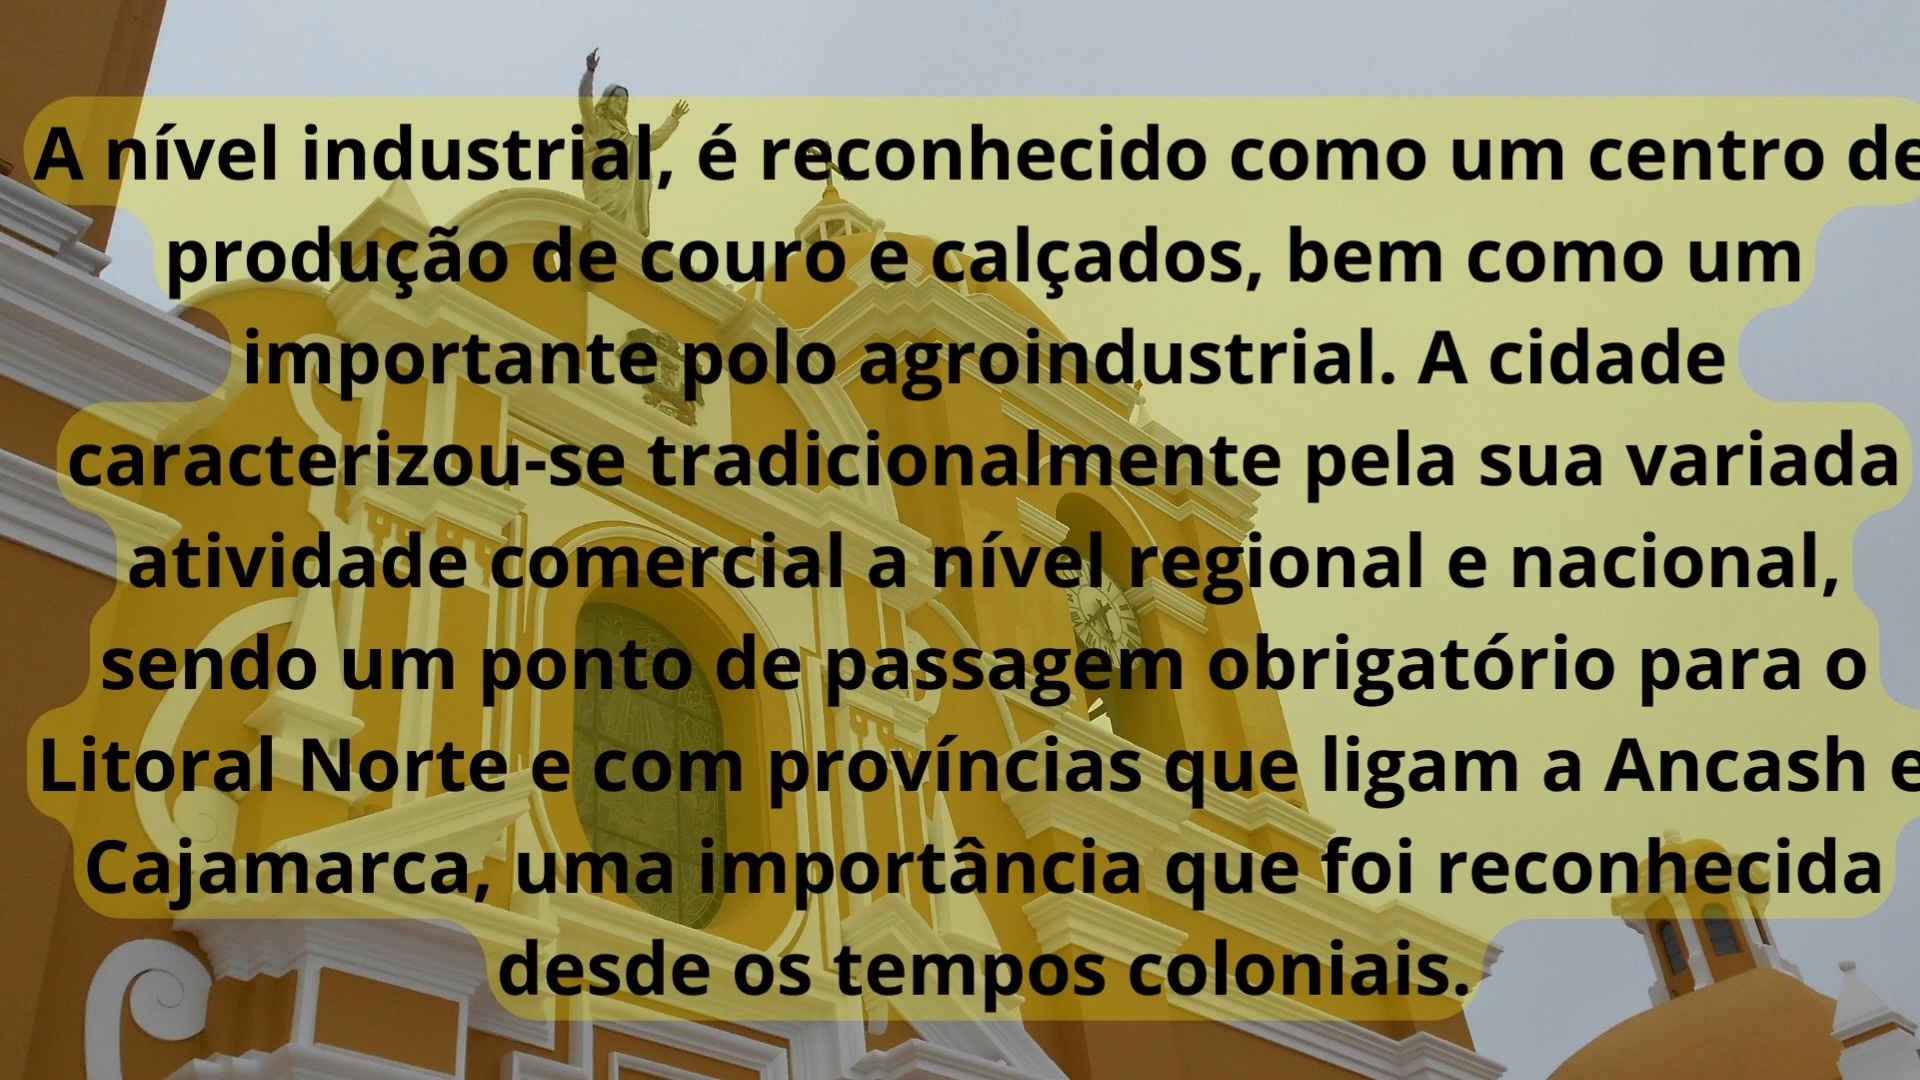 A nível industrial, é reconhecido como um centro de
produção de couro e calçados, bem como um
importante polo agroindustrial. A cidade
caracterizou-se tradicionalmente pela sua variada
atividade comercial a nível regional e nacional,
sendo um ponto de passagem obrigatório para o
Litoral Norte e com províncias que ligam a Ancash e
Cajamarca, uma importância que foi reconhecida
desde os tempos coloniais.